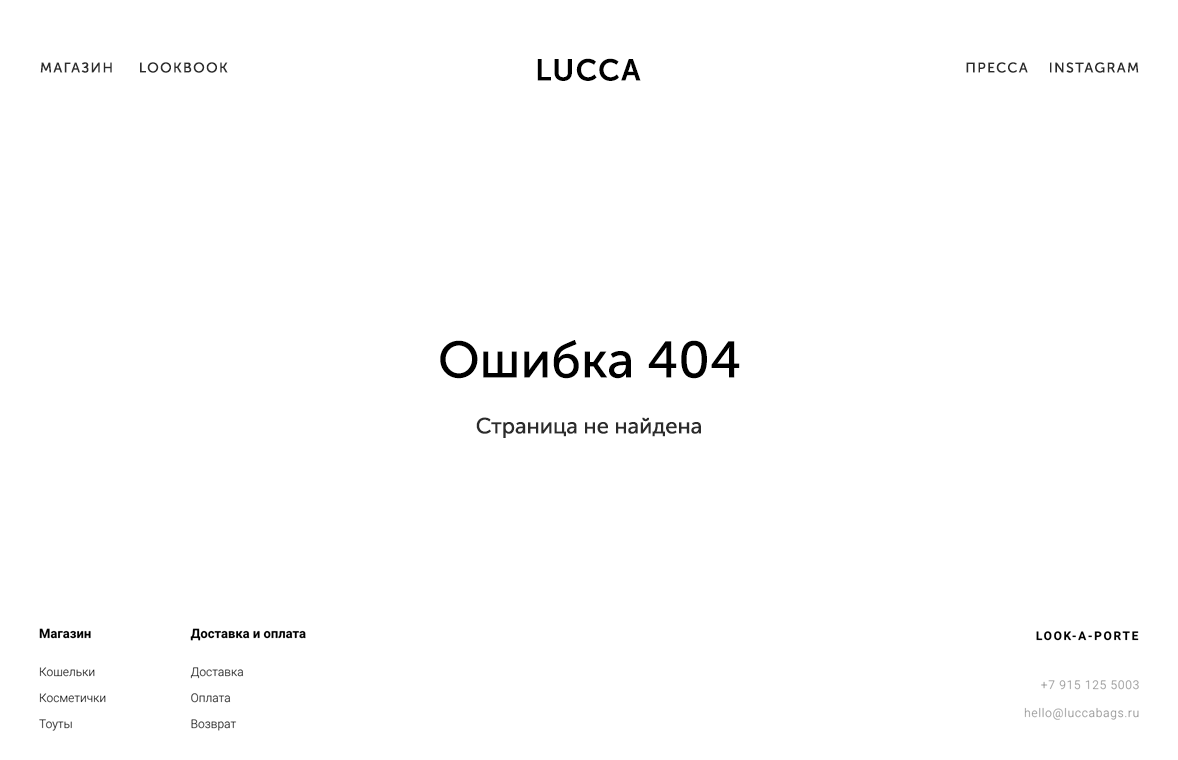 МАГАЗИН LOOKBOOK LUCCA ПРЕССА INSTAGRAM
Ошибка 404
Страница не найдена
Магазин
Кошельки
Косметички
Тоуты
Доставка и оплата
Доставка
Оплата
Возврат
LOOK-A-PORTE
+7 915 125 5003
hello@luccabags.ru